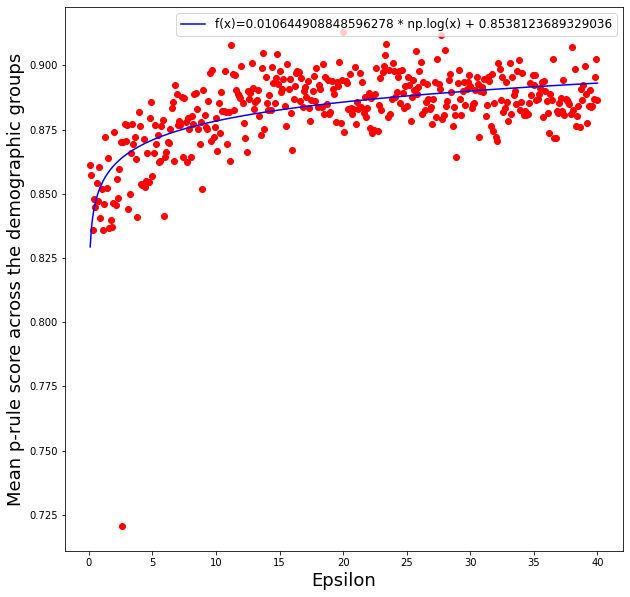 f(x)=0.010644908848596278 * np.log(x) + 0.8538123689329036
Mean p-rule score across the demographic groups
0.900
0.875
0.850
0.825
0.800
0.775
0.750
0.725
0 5 10 15 20 25 30 35 40
Epsilon